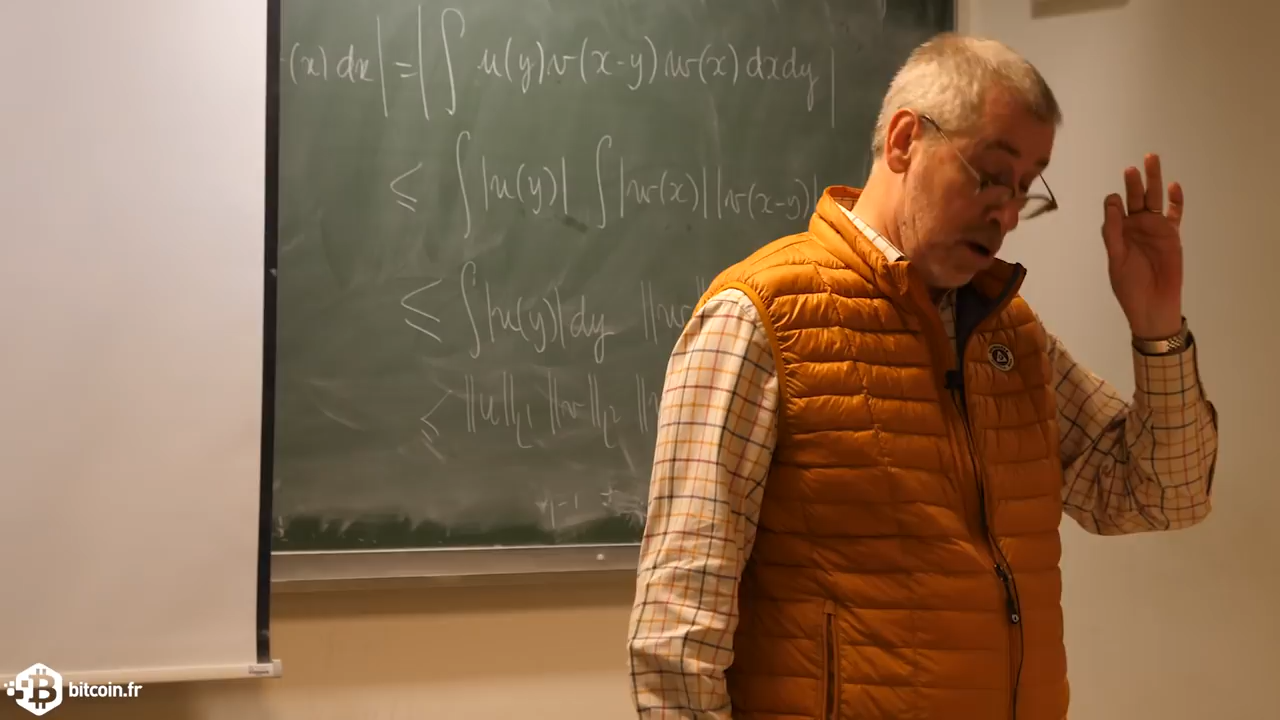 (x) dx| = | ∫ u(y) v(x-y) w(x) dx dy |
≤ ∫ |u(y)| ∫ |w(x)| |v(x-y)|
≤ ∫ |u(y)| dy ||w||
≤ ||u||_{L^1} ||v||_{L^2} ||
bitcoin.fr